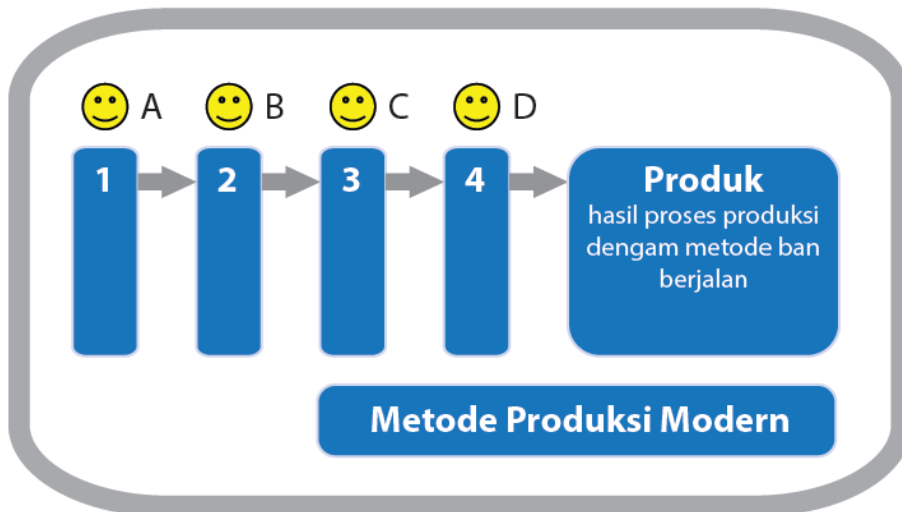 A B C D
1 2 3 4
Produk
hasil proses produksi
dengam metode ban
berjalan
Metode Produksi Modern